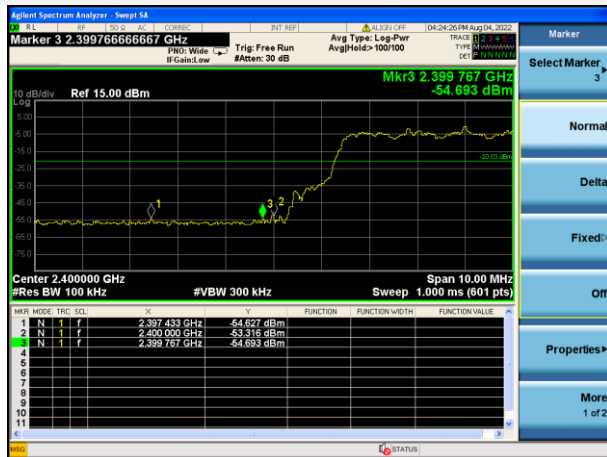 Agilent Spectrum Analyzer - Swept SA
RL RF 50 Ω AC CORREC INT REF ALIGN OFF 04:24:26 PM Aug 04, 2022
Marker 3 2.399766666667 GHz
PNO: Wide
IFGain:Low
Trig: Free Run
#Atten: 30 dB
Avg Type: Log-Pwr
Avg|Hold:>100/100
TRACE 1 2 3 4 5 6
TYPE
DET P N N N N N
Mkr3 2.399 767 GHz
-54.693 dBm
10 dB/div Ref 15.00 dBm
Log
5.00
-5.00
-15.0
-20.03 dBm
-25.0
-35.0
-45.0
-55.0
-65.0
-75.0
1
3
2
Center 2.400000 GHz Span 10.00 MHz
#Res BW 100 kHz #VBW 300 kHz Sweep 1.000 ms (601 pts)
MKR MODE TRC SCL X Y FUNCTION FUNCTION WIDTH FUNCTION VALUE
1 N 1 f 2.397 433 GHz -54.627 dBm
2 N 1 f 2.400 000 GHz -53.316 dBm
3 N 1 f 2.399 767 GHz -54.693 dBm
4
5
6
7
8
9
10
11
MSG STATUS
Marker
Select Marker
3
Normal
Delta
Fixed
Off
Properties
More
1 of 2